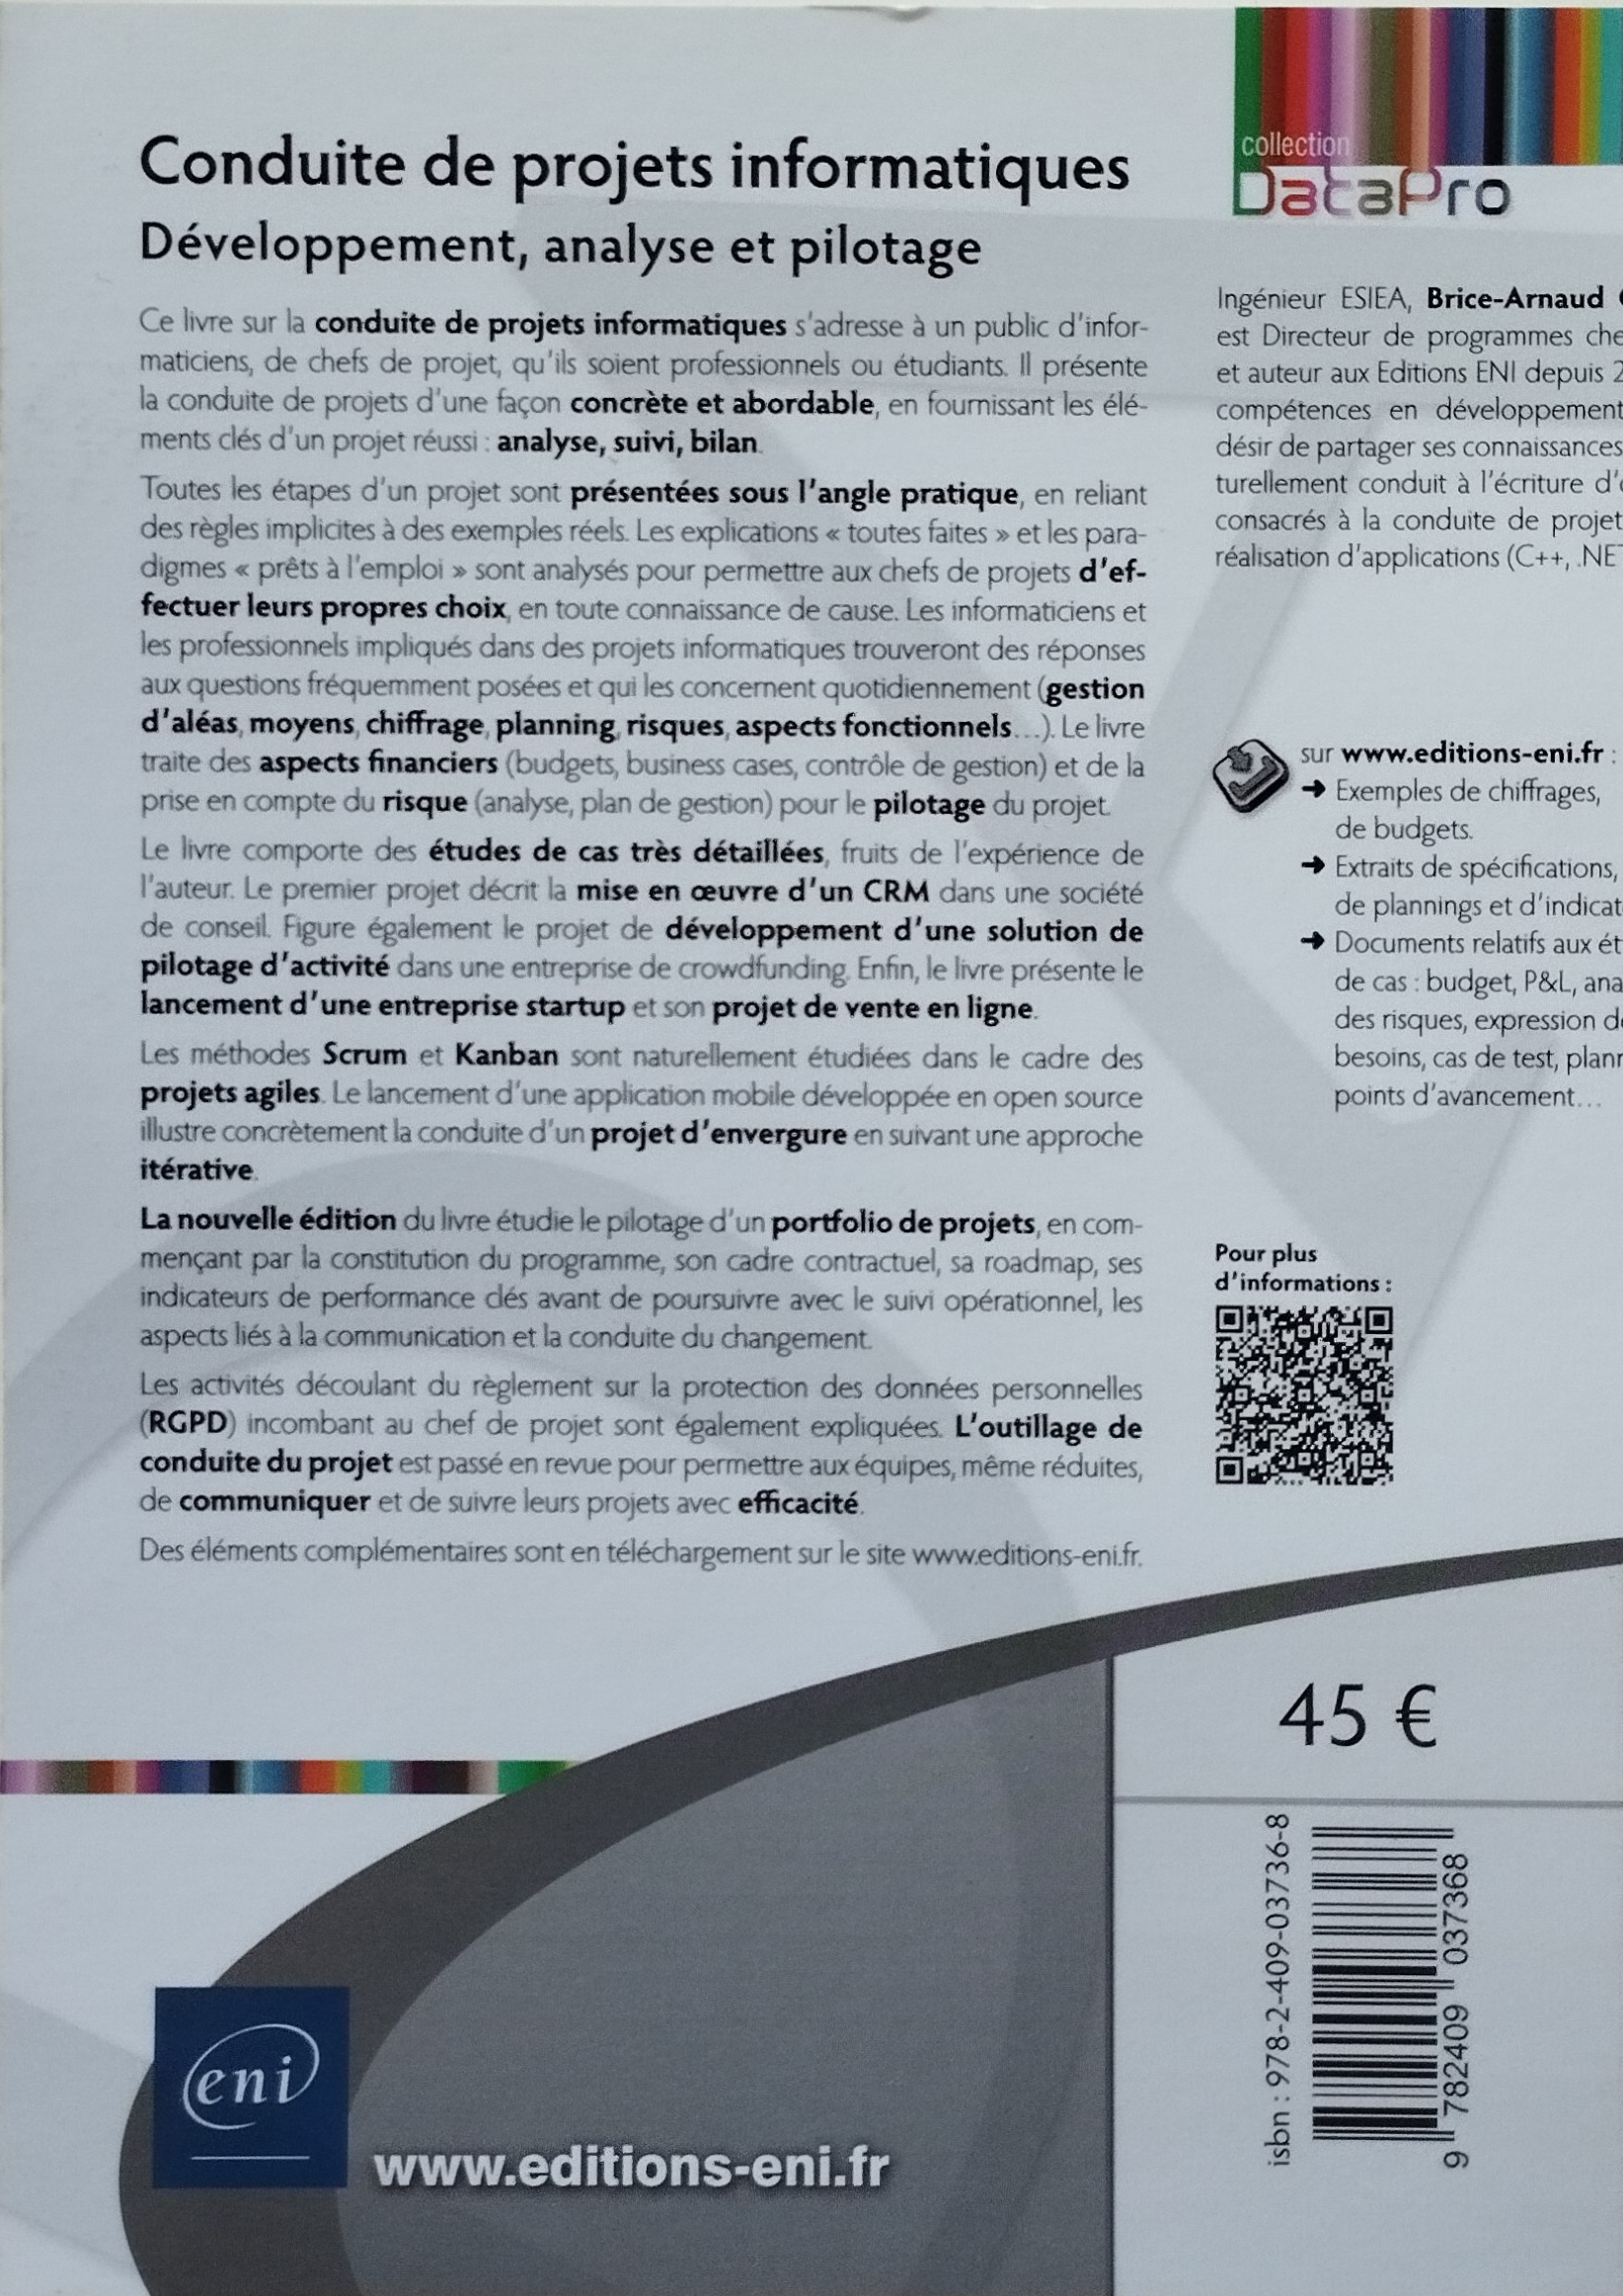 Conduite de projets informatiques
Développement, analyse et pilotage
Ce livre sur la conduite de projets informatiques s'adresse à un public d'infor-
maticiens, de chefs de projet, qu'ils soient professionnels ou étudiants. Il présente
la conduite de projets d'une façon concrète et abordable, en fournissant les élé-
ments clés d'un projet réussi : analyse, suivi, bilan.
Toutes les étapes d'un projet sont présentées sous l'angle pratique, en reliant
des règles implicites à des exemples réels. Les explications « toutes faites » et les para-
digmes « prêts à l'emploi » sont analysés pour permettre aux chefs de projets d'ef-
fectuer leurs propres choix, en toute connaissance de cause. Les informaticiens et
les professionnels impliqués dans des projets informatiques trouveront des réponses
aux questions fréquemment posées et qui les concernent quotidiennement (gestion
d'aléas, moyens, chiffrage, planning, risques, aspects fonctionnels...). Le livre
traite des aspects financiers (budgets, business cases, contrôle de gestion) et de la
prise en compte du risque (analyse, plan de gestion) pour le pilotage du projet.
Le livre comporte des études de cas très détaillées, fruits de l'expérience de
l'auteur. Le premier projet décrit la mise en œuvre d'un CRM dans une société
de conseil. Figure également le projet de développement d'une solution de
pilotage d'activité dans une entreprise de crowdfunding. Enfin, le livre présente le
lancement d'une entreprise startup et son projet de vente en ligne.
Les méthodes Scrum et Kanban sont naturellement étudiées dans le cadre des
projets agiles. Le lancement d'une application mobile développée en open source
illustre concrètement la conduite d'un projet d'envergure en suivant une approche
itérative.
La nouvelle édition du livre étudie le pilotage d'un portfolio de projets, en com-
mençant par la constitution du programme, son cadre contractuel, sa roadmap, ses
indicateurs de performance clés avant de poursuivre avec le suivi opérationnel, les
aspects liés à la communication et la conduite du changement.
Les activités découlant du règlement sur la protection des données personnelles
(RGPD) incombant au chef de projet sont également expliquées. L'outillage de
conduite du projet est passé en revue pour permettre aux équipes, même réduites,
de communiquer et de suivre leurs projets avec efficacité.
Des éléments complémentaires sont en téléchargement sur le site www.editions-eni.fr.
collection
DataPro
Ingénieur ESIEA, Brice-Arnaud
est Directeur de programmes che
et auteur aux Editions ENI depuis 2
compétences en développement
désir de partager ses connaissances
turellement conduit à l'écriture d'
consacrés à la conduite de projet
réalisation d'applications (C++, .NE
sur www.editions-eni.fr :
➜ Exemples de chiffrages,
de budgets.
➜ Extraits de spécifications,
de plannings et d'indicat
➜ Documents relatifs aux ét
de cas : budget, P&L, ana
des risques, expression de
besoins, cas de test, plann
points d'avancement...
Pour plus
d'informations :
45 €
isbn : 978-2-409-03736-8
9 782409 037368
eni
www.editions-eni.fr